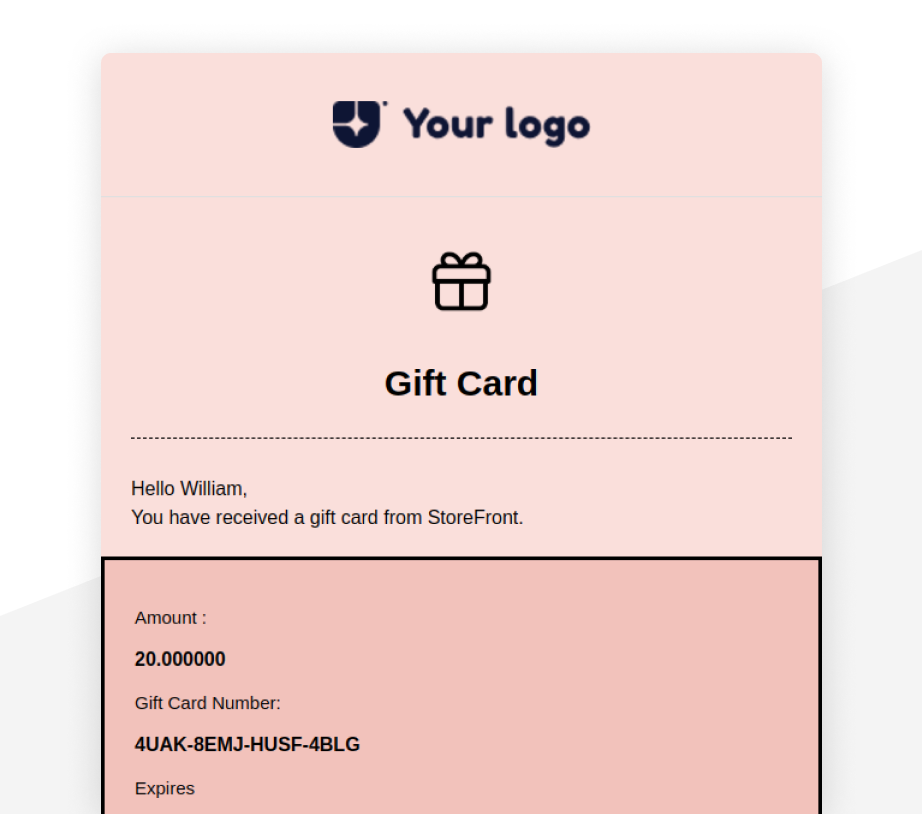 Your logo
Gift Card
Hello William,
You have received a gift card from StoreFront.
Amount :
20.000000
Gift Card Number:
4UAK-8EMJ-HUSF-4BLG
Expires